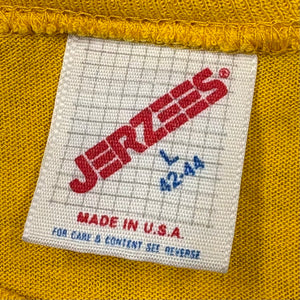 JERZEES®
L
42-44
MADE IN U.S.A
FOR CARE & CONTENT SEE REVERSE